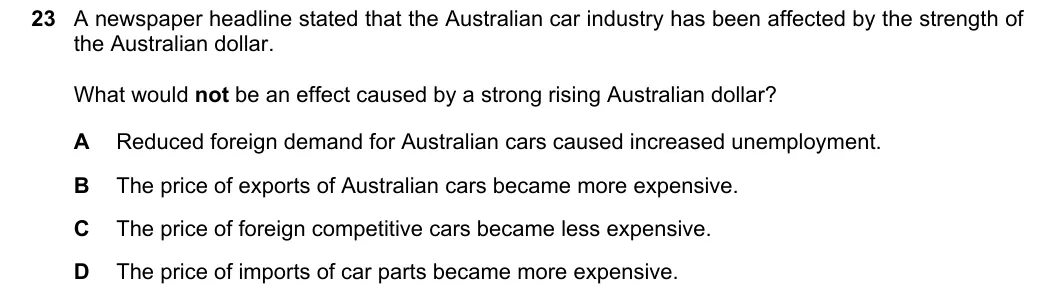 23 A newspaper headline stated that the Australian car industry has been affected by the strength of
the Australian dollar.
What would not be an effect caused by a strong rising Australian dollar?
A Reduced foreign demand for Australian cars caused increased unemployment.
B The price of exports of Australian cars became more expensive.
C The price of foreign competitive cars became less expensive.
D The price of imports of car parts became more expensive.